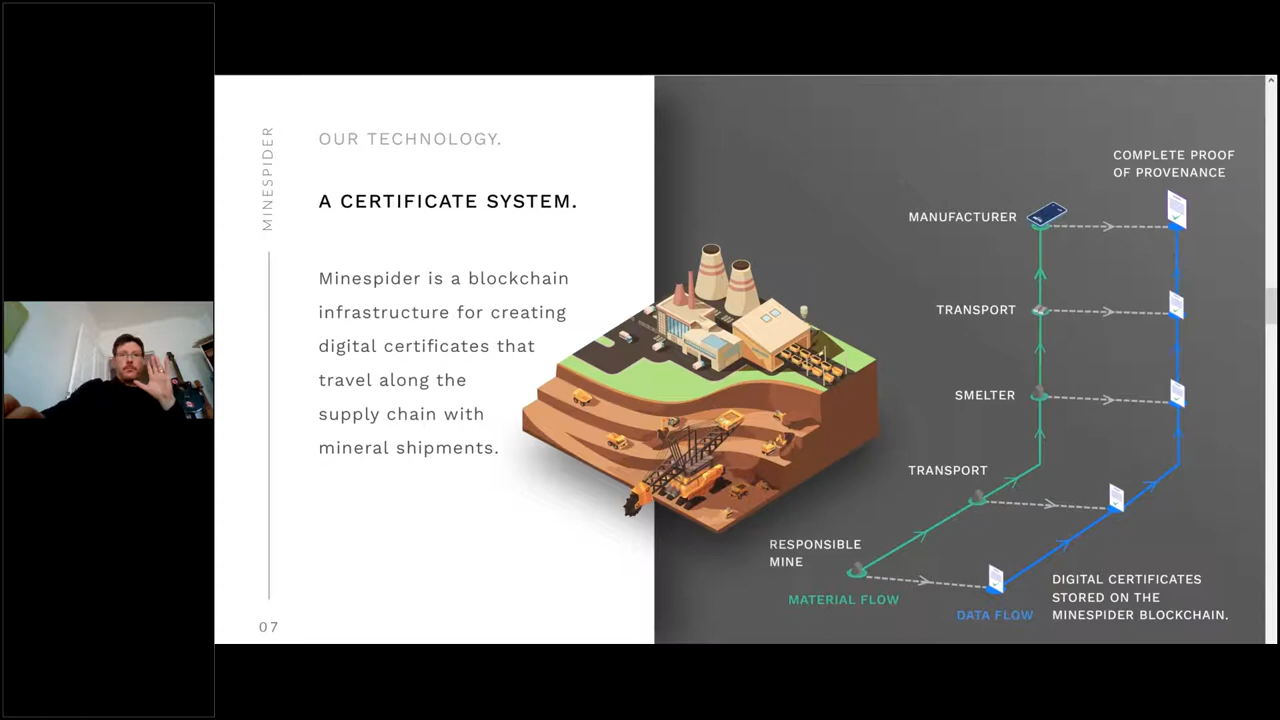 MINESPIDER
OUR TECHNOLOGY.
A CERTIFICATE SYSTEM.
Minespider is a blockchain
infrastructure for creating
digital certificates that
travel along the
supply chain with
mineral shipments.
07
COMPLETE PROOF
OF PROVENANCE
MANUFACTURER
TRANSPORT
SMELTER
TRANSPORT
RESPONSIBLE
MINE
MATERIAL FLOW
DATA FLOW
DIGITAL CERTIFICATES
STORED ON THE
MINESPIDER BLOCKCHAIN.